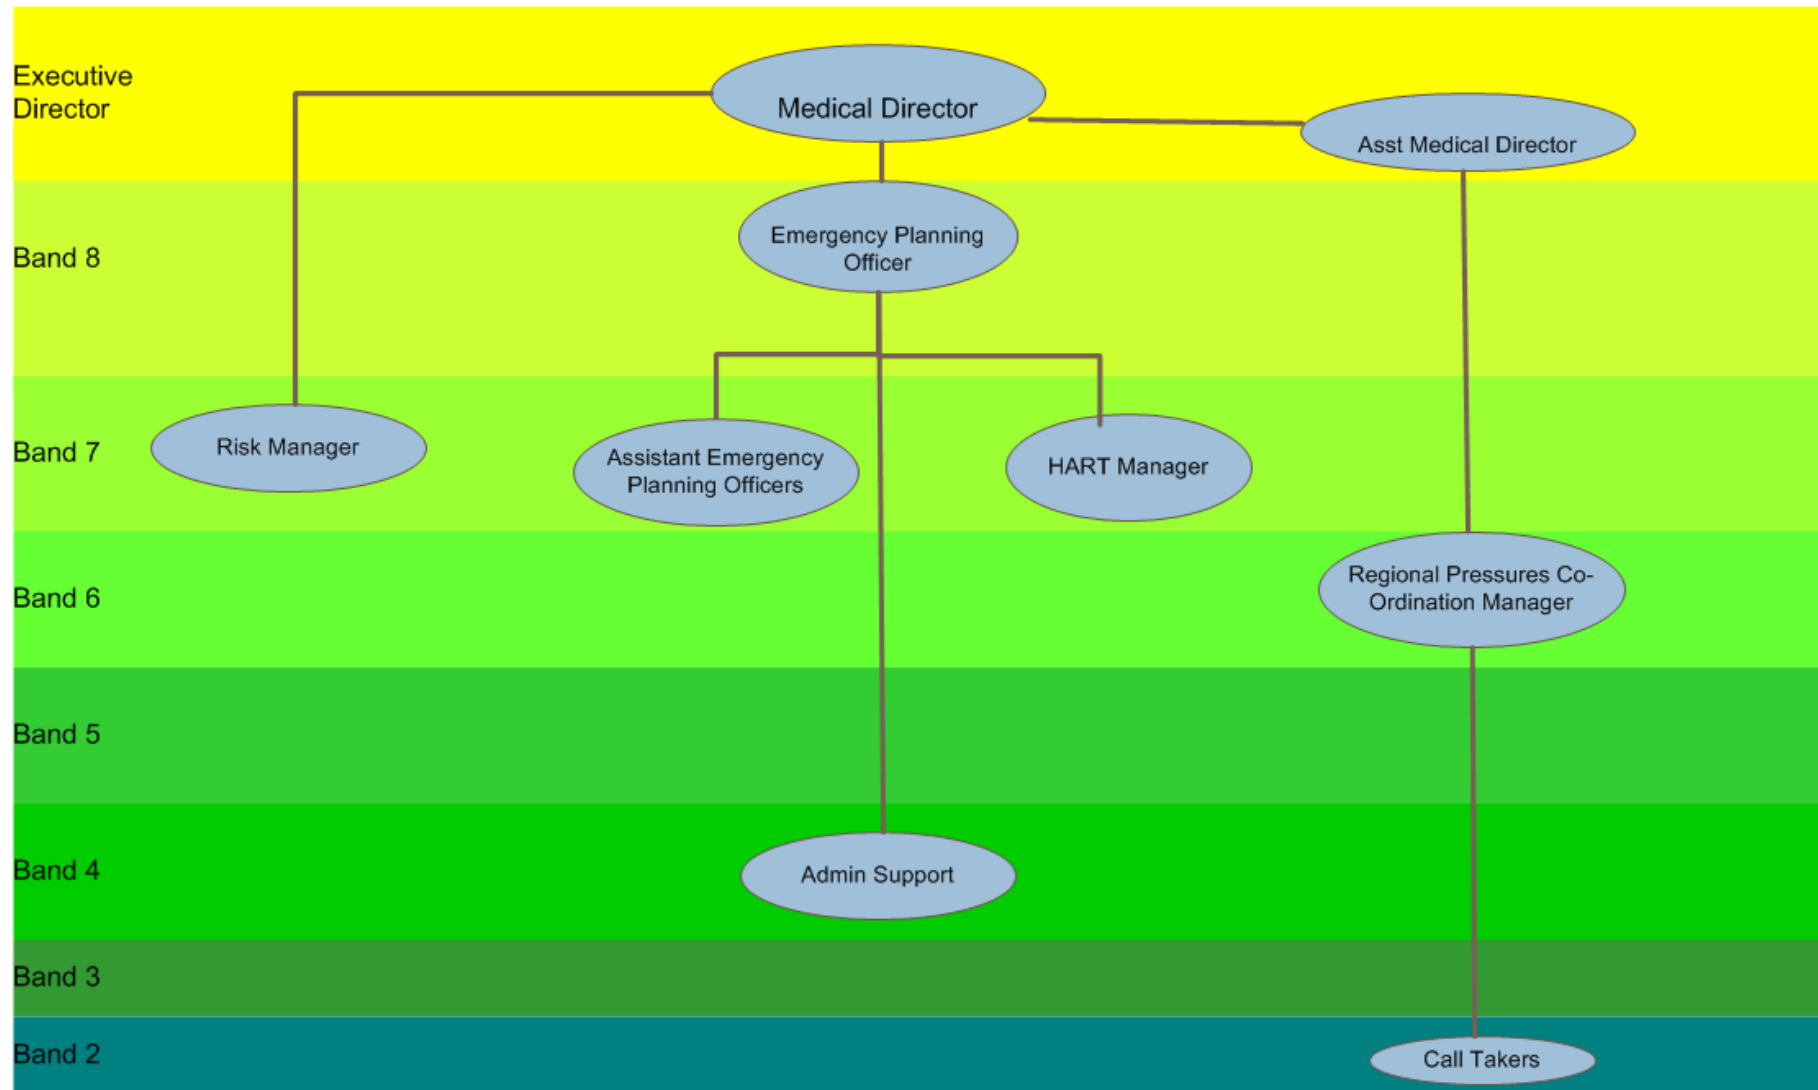 Executive
Director
Medical Director
Asst Medical Director
Band 8
Emergency Planning
Officer
Band 7
Risk Manager
Assistant Emergency
Planning Officers
HART Manager
Band 6
Regional Pressures Co-
Ordination Manager
Band 5
Band 4
Admin Support
Band 3
Band 2
Call Takers